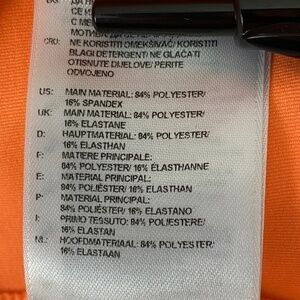 CRO: NE KORISTITI OMEKŠIVAČ/ KORISTITI
BLAGI DETERGENT/ NE GLAČATI
OTISNUTE DIJELOVE/ PERITE
ODVOJENO
US: MAIN MATERIAL: 84% POLYESTER/
16% SPANDEX
UK: MAIN MATERIAL: 84% POLYESTER/
16% ELASTANE
D: HAUPTMATERIAL: 84% POLYESTER/
16% ELASTHAN
F: MATIERE PRINCIPALE:
84% POLYESTER/ 16% ELASTHANNE
E: MATERIAL PRINCIPAL:
84% POLIÉSTER/ 16% ELASTHAN
P: MATERIAL PRINCIPAL:
84% POLIÉSTER/ 16% ELASTANO
I: PRIMO TESSUTO: 84% POLIESTERE/
16% ELASTAN
NL: HOOFDMATERIAAL: 84% POLYESTER/
16% ELASTAAN